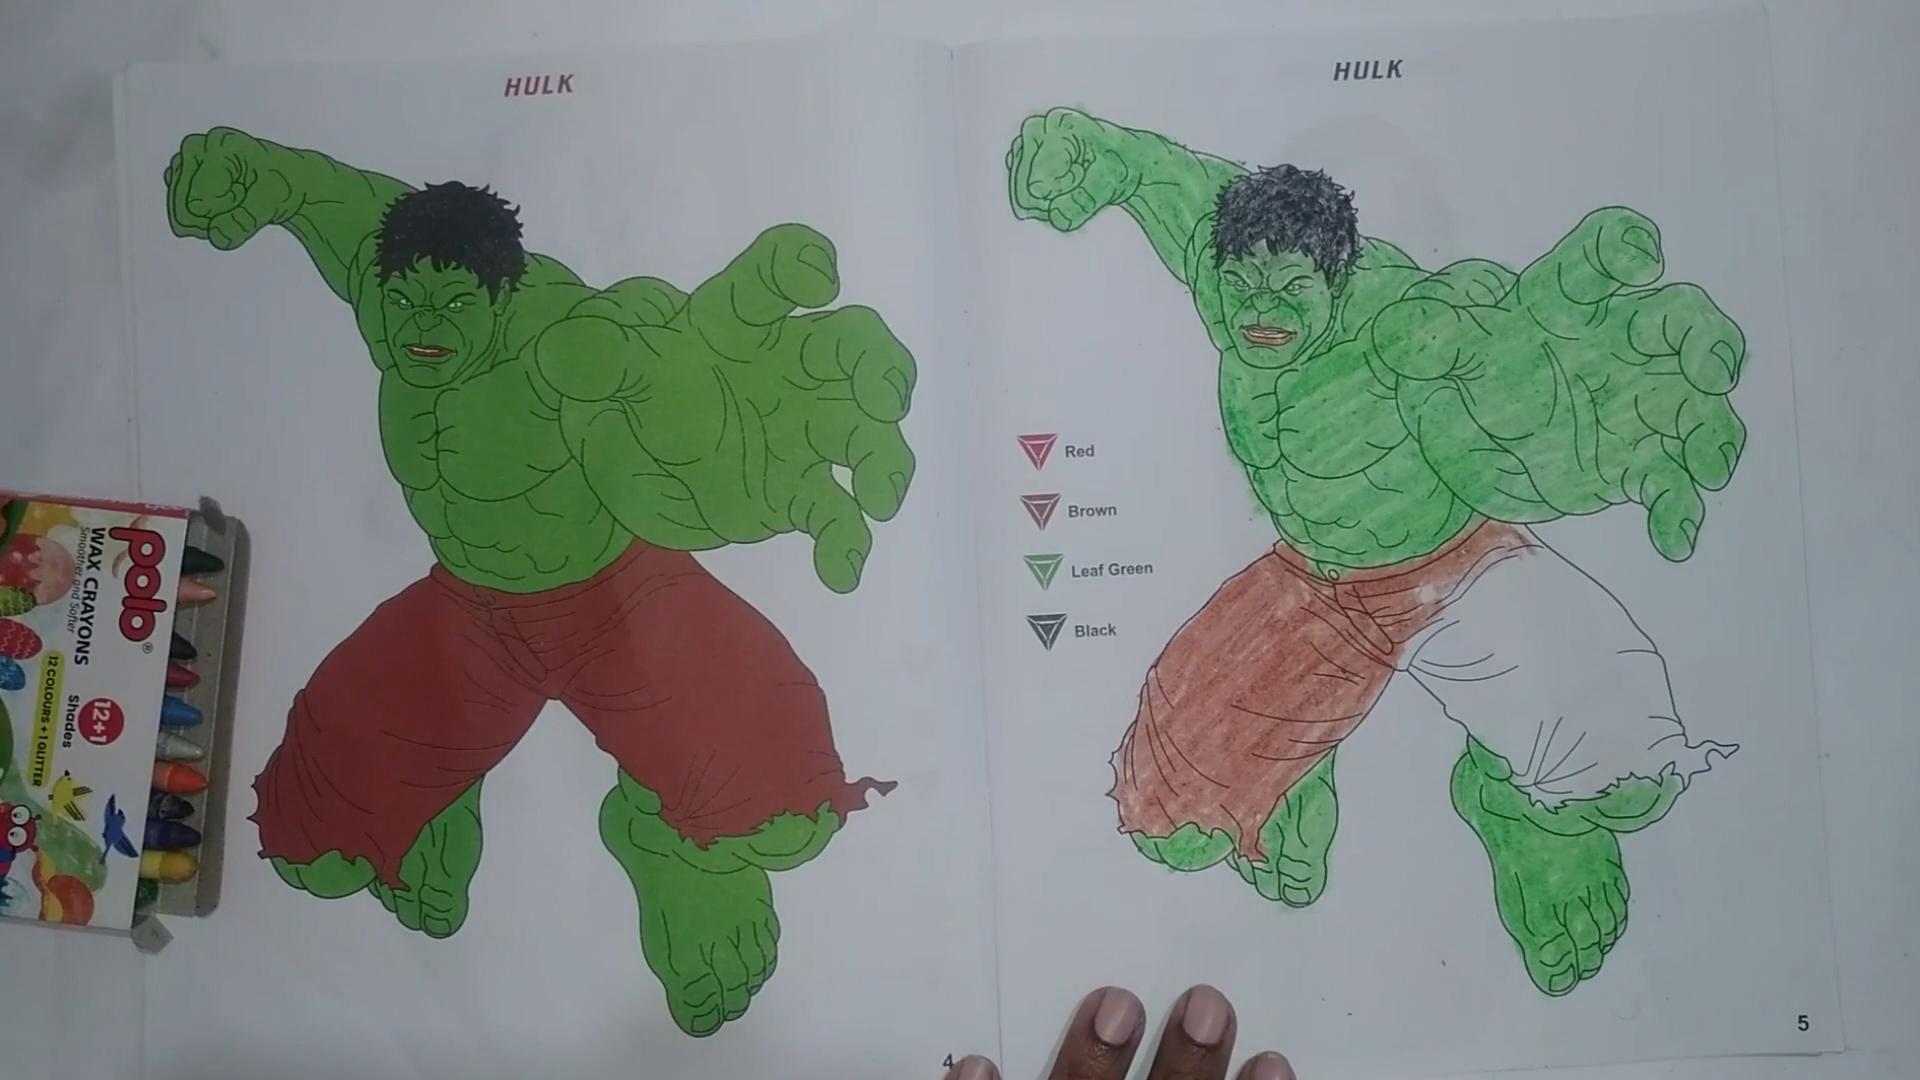 HULK
HULK
Red
Brown
Leaf Green
Black
polo®
WAX CRAYONS
Smoother and Softer
12 COLOURS + 1 GLITTER
12+1
Shades
4
5